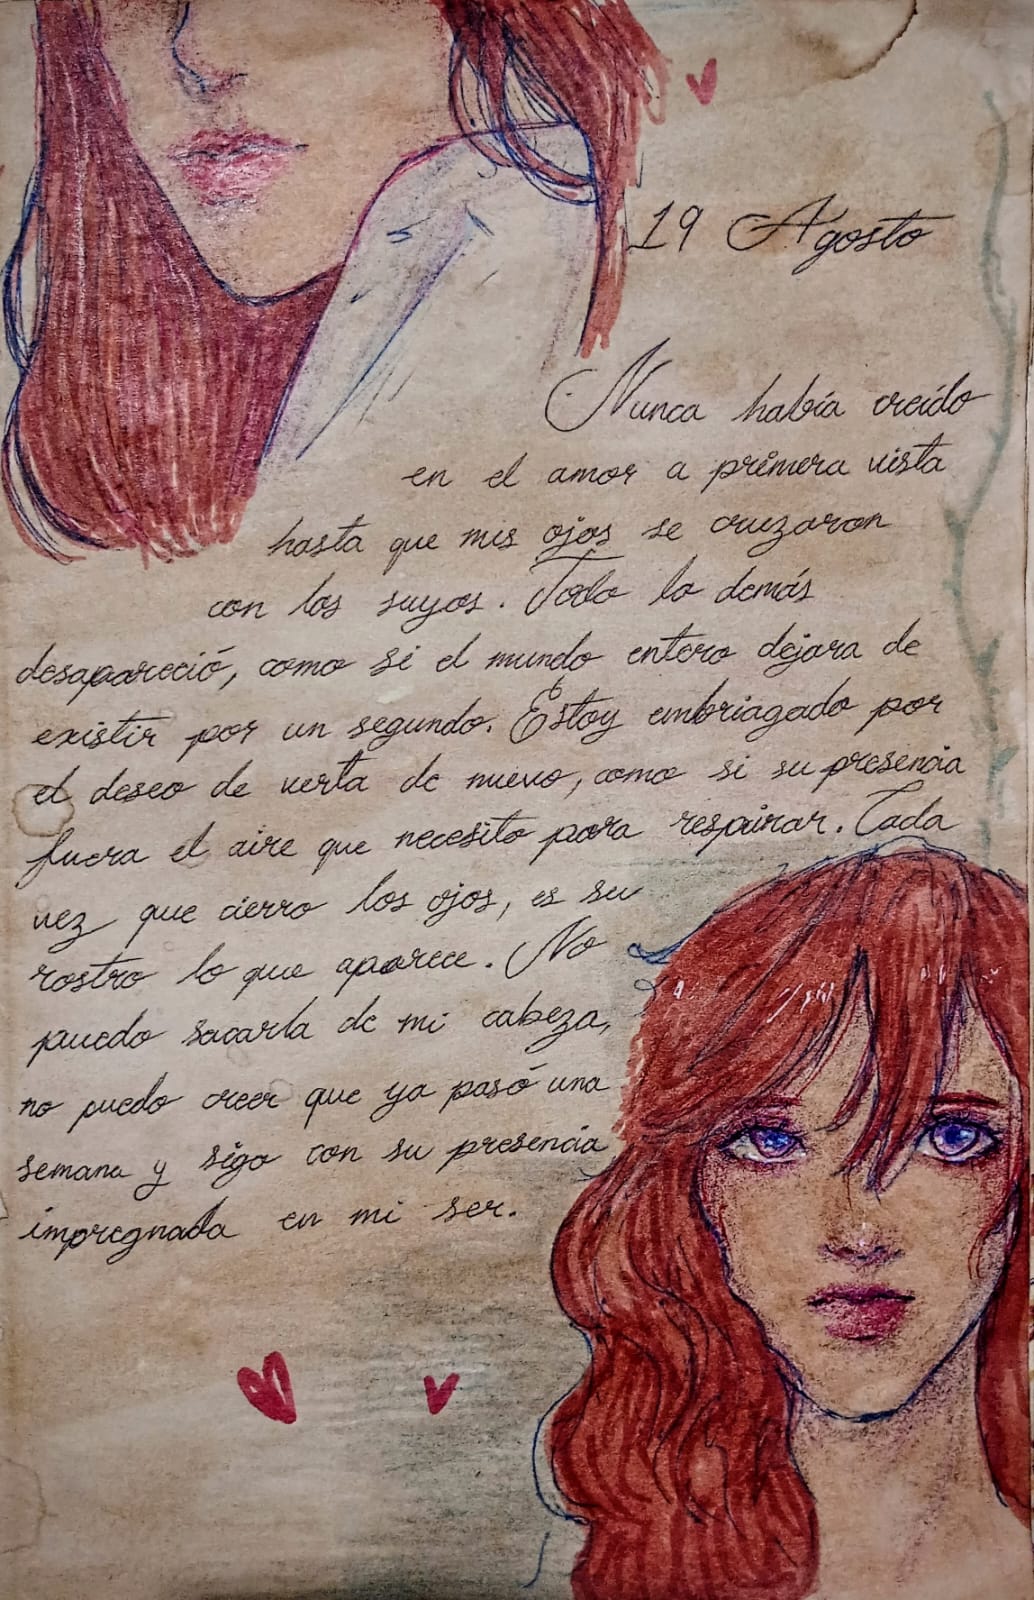 19 Agosto
Nunca había creído
en el amor a primera vista
hasta que mis ojos se cruzaron
con los suyos. Todo lo demás
desapareció, como si el mundo entero dejara de
existir por un segundo. Estoy embriagado por
el deseo de verla de nuevo, como si su presencia
fuera el aire que necesito para respirar. Cada
vez que cierro los ojos, es su
rostro lo que aparece. No
puedo sacarla de mi cabeza,
no puedo creer que ya pasó una
semana y sigo con su presencia
impregnada en mi ser.